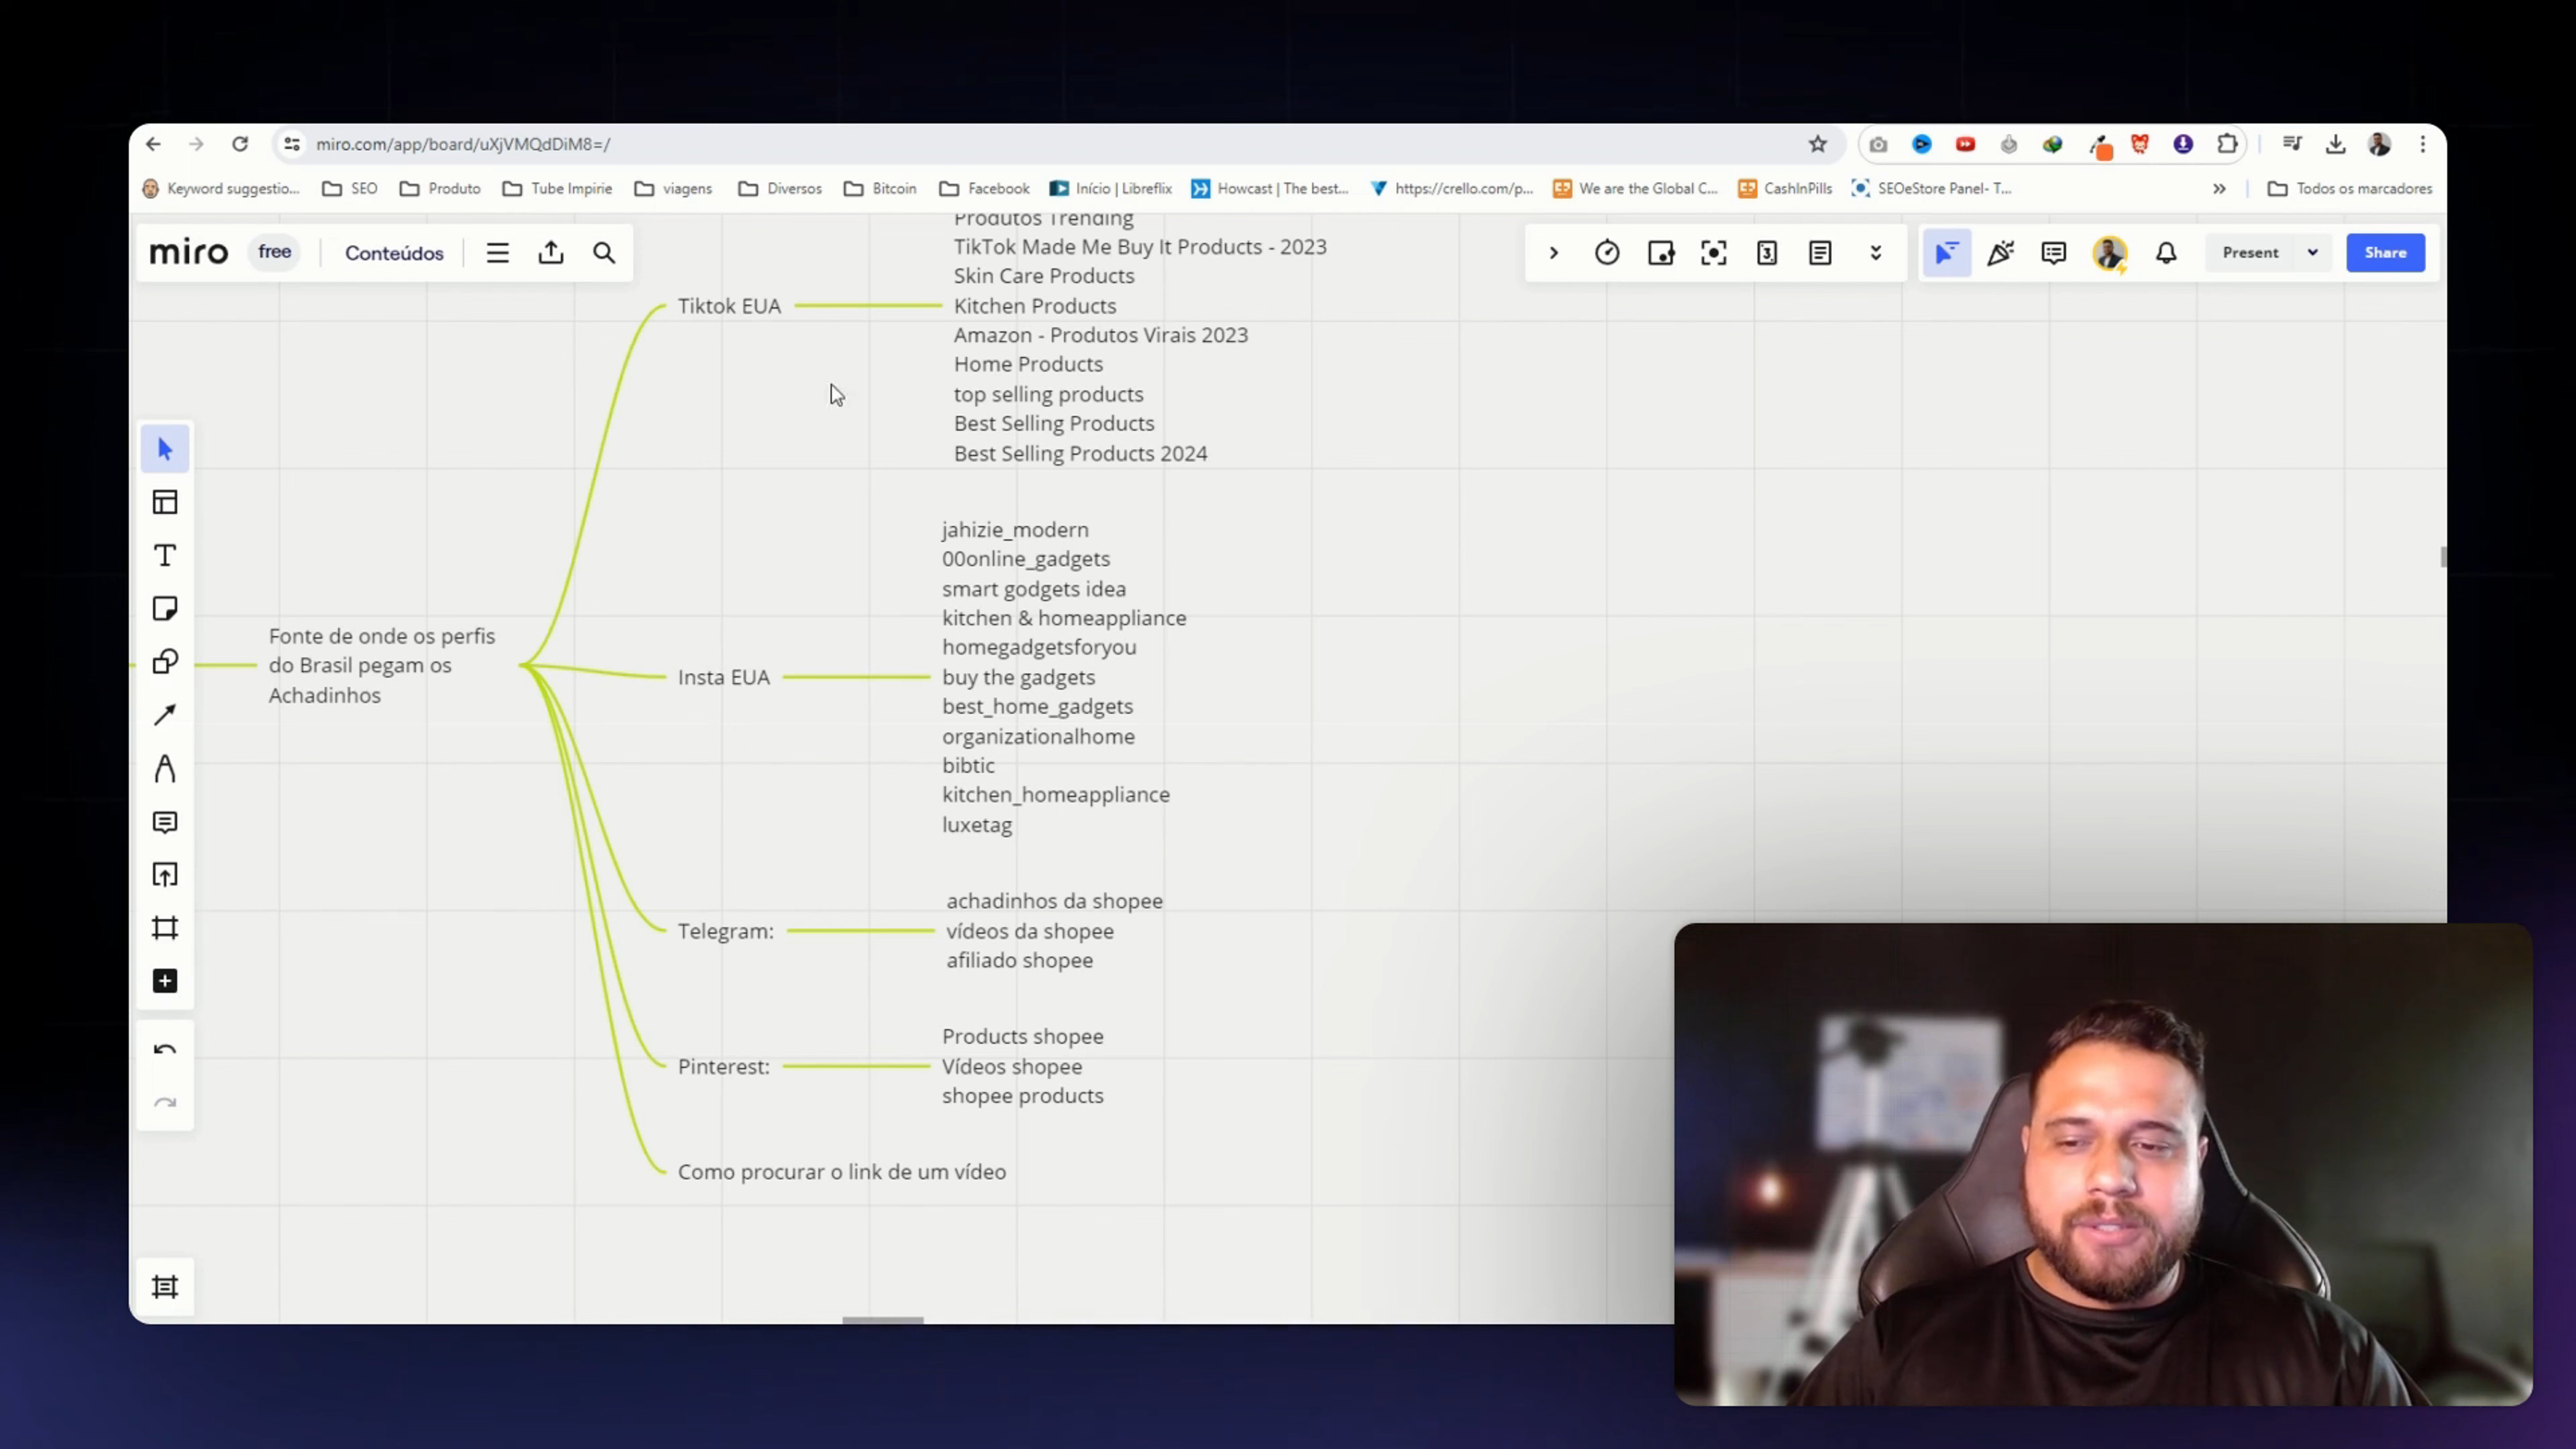 miro.com/app/board/uXjVMQdDiM8=/
Keyword suggestio...
SEO
Produto
Tube Impirie
viagens
Diversos
Bitcoin
Facebook
Início | Libreflix
Howcast | The best...
https://crello.com/p...
We are the Global C...
CashInPills
SEOeStore Panel- T...
Todos os marcadores
miro
free
Conteúdos
Present
Share
Produtos Trending
TikTok Made Me Buy It Products - 2023
Skin Care Products
Tiktok EUA
Kitchen Products
Amazon - Produtos Virais 2023
Home Products
top selling products
Best Selling Products
Best Selling Products 2024
Fonte de onde os perfis
do Brasil pegam os
Achadinhos
Insta EUA
jahizie_modern
00online_gadgets
smart godgets idea
kitchen & homeappliance
homegadgetsforyou
buy the gadgets
best_home_gadgets
organizationalhome
bibtic
kitchen_homeappliance
luxetag
Telegram:
achadinhos da shopee
vídeos da shopee
afiliado shopee
Pinterest:
Products shopee
Vídeos shopee
shopee products
Como procurar o link de um vídeo